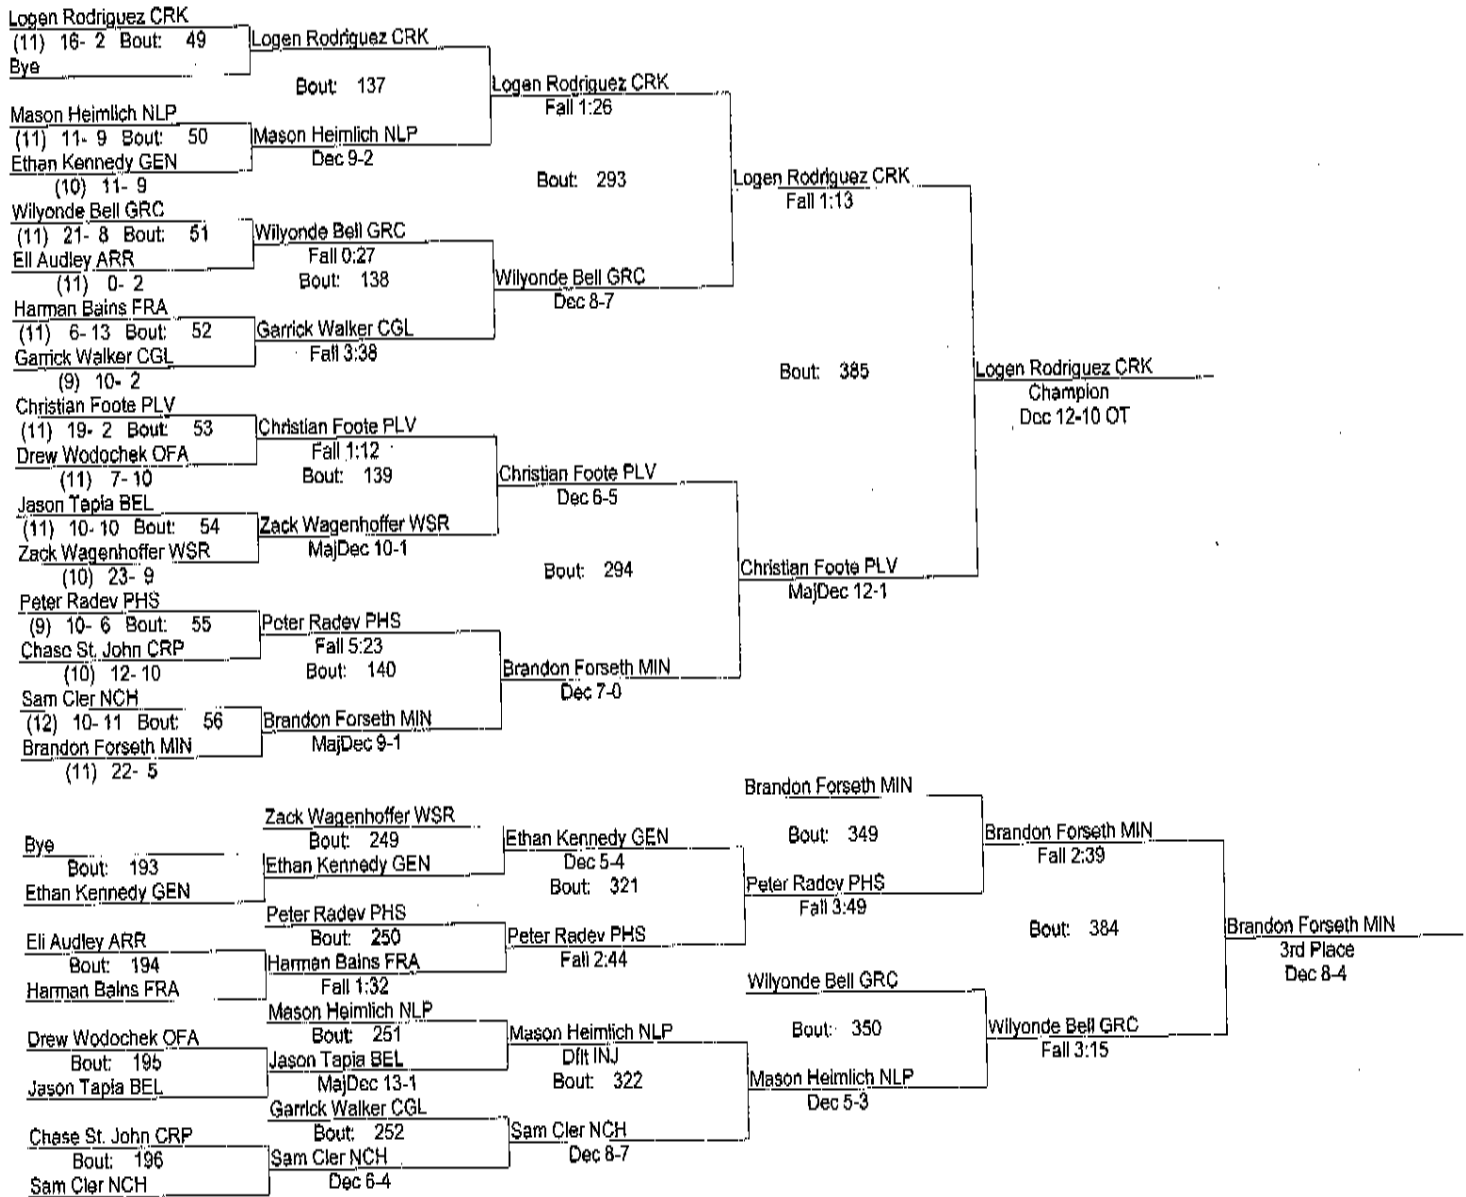 Logen Rodriguez CRK
(11) 16- 2 Bout: 49
Bye
Logen Rodriguez CRK
Bout: 137
Mason Heimlich NLP
(11) 11- 9 Bout: 50
Ethan Kennedy GEN
(10) 11- 9
Mason Heimlich NLP
Dec 9-2
Logen Rodriguez CRK
Fall 1:26
Bout: 293
Wilyonde Bell GRC
(11) 21- 8 Bout: 51
Eli Audley ARR
(11) 0- 2
Wilyonde Bell GRC
Fall 0:27
Bout: 138
Harman Bains FRA
(11) 6- 13 Bout: 52
Garrick Walker CGL
(9) 10- 2
Garrick Walker CGL
Fall 3:38
Wilyonde Bell GRC
Dec 8-7
Logen Rodriguez CRK
Fall 1:13
Bout: 385
Christian Foote PLV
(11) 19- 2 Bout: 53
Drew Wodochek OFA
(11) 7- 10
Christian Foote PLV
Fall 1:12
Bout: 139
Jason Tapia BEL
(11) 10- 10 Bout: 54
Zack Wagenhoffer WSR
(10) 23- 9
Zack Wagenhoffer WSR
MajDec 10-1
Christian Foote PLV
Dec 6-5
Bout: 294
Peter Radev PHS
(9) 10- 6 Bout: 55
Chase St. John CRP
(10) 12- 10
Peter Radev PHS
Fall 5:23
Bout: 140
Sam Cler NCH
(12) 10- 11 Bout: 56
Brandon Forseth MIN
(11) 22- 5
Brandon Forseth MIN
MajDec 9-1
Brandon Forseth MIN
Dec 7-0
Christian Foote PLV
MajDec 12-1
Logen Rodriguez CRK
Champion
Dec 12-10 OT
Bye
Bout: 193
Ethan Kennedy GEN
Zack Wagenhoffer WSR
Bout: 249
Ethan Kennedy GEN
Ethan Kennedy GEN
Dec 5-4
Bout: 321
Eli Audley ARR
Bout: 194
Harman Bains FRA
Peter Radev PHS
Bout: 250
Harman Bains FRA
Fall 1:32
Peter Radev PHS
Fall 2:44
Brandon Forseth MIN
Bout: 349
Peter Radev PHS
Fall 3:49
Brandon Forseth MIN
Fall 2:39
Bout: 384
Drew Wodochek OFA
Bout: 195
Jason Tapia BEL
Mason Heimlich NLP
Bout: 251
Jason Tapia BEL
MajDec 13-1
Mason Heimlich NLP
Dflt INJ
Bout: 322
Chase St. John CRP
Bout: 196
Sam Cler NCH
Garrick Walker CGL
Bout: 252
Sam Cler NCH
Dec 6-4
Sam Cler NCH
Dec 8-7
Wilyonde Bell GRC
Bout: 350
Mason Heimlich NLP
Dec 5-3
Wilyonde Bell GRC
Fall 3:15
Brandon Forseth MIN
3rd Place
Dec 8-4